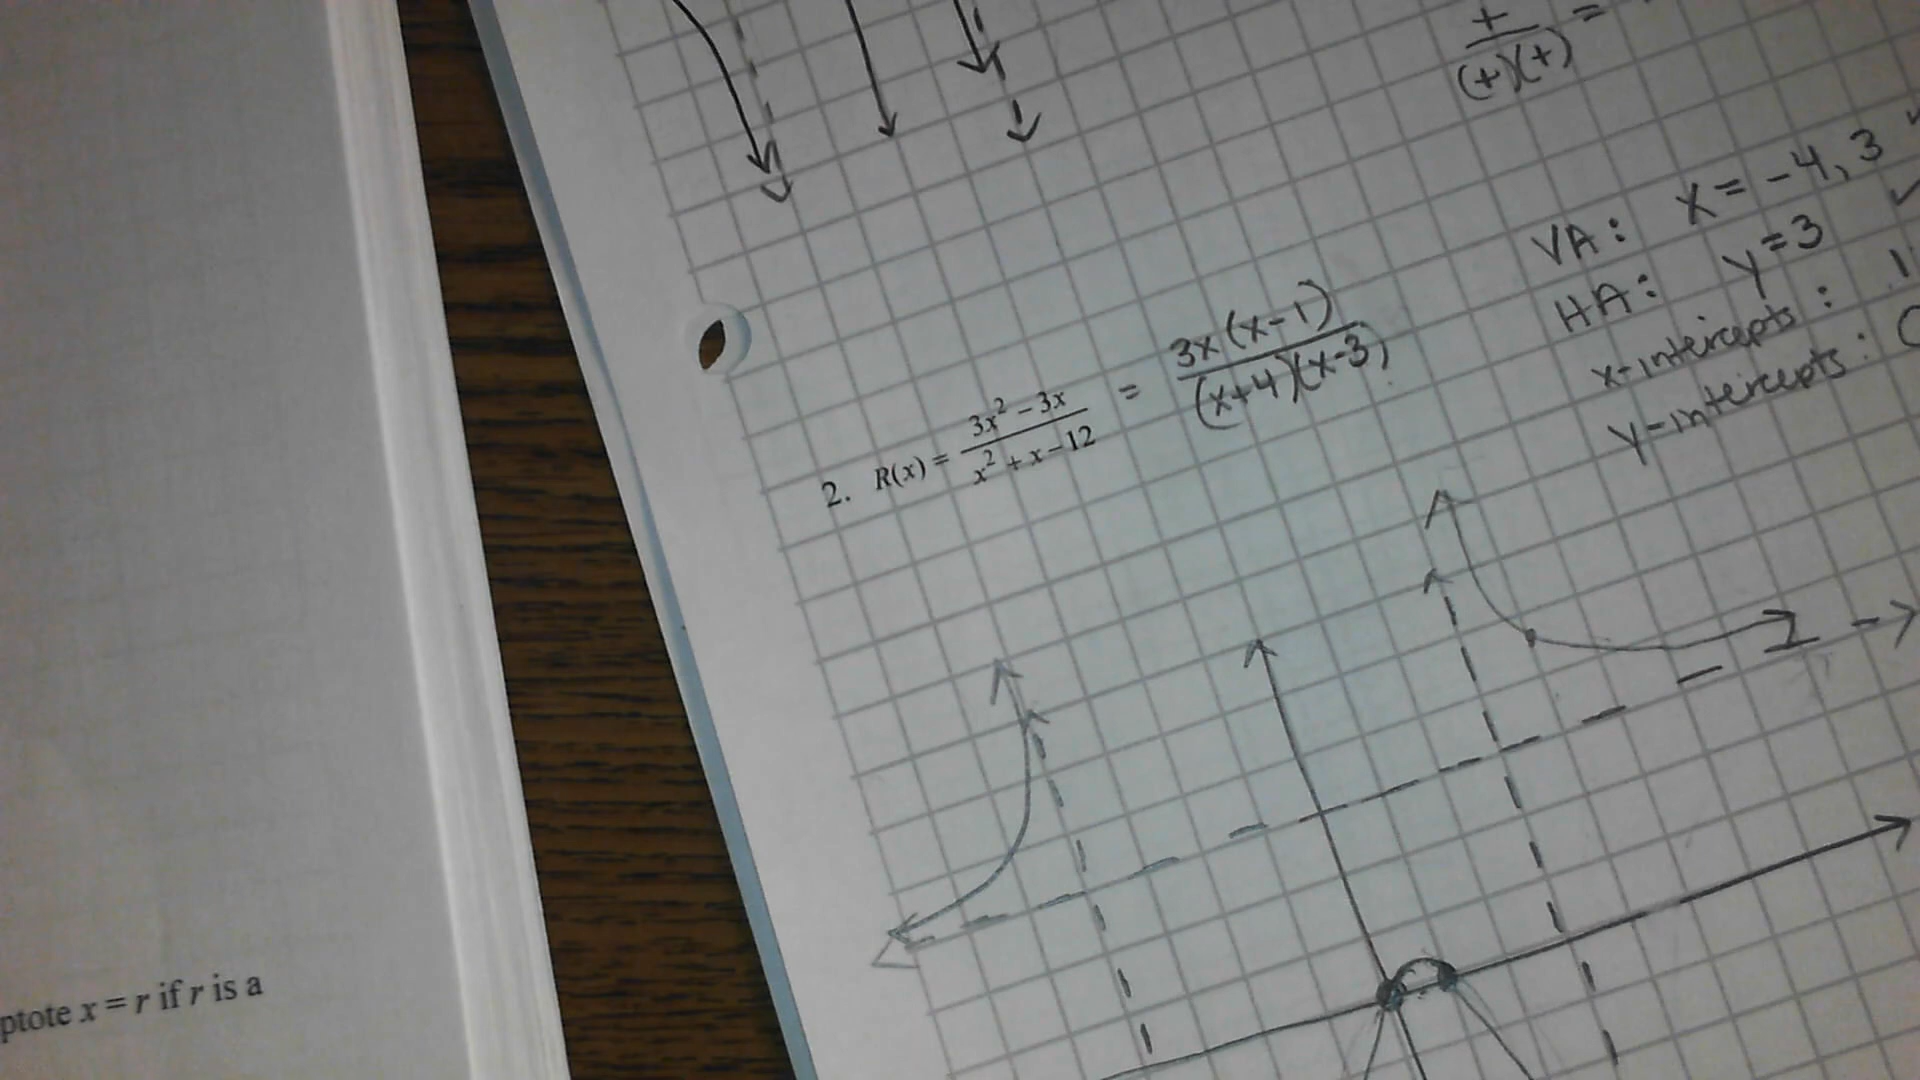 +
(+)(+) =
VA: x = -4, 3 ✓
HA: y = 3 ✓
x-intercepts: 1
y-intercepts:
2. R(x) = 3x² - 3x / x² + x - 12 = 3x(x-1) / (x+4)(x-3)
ptote x = r if r is a